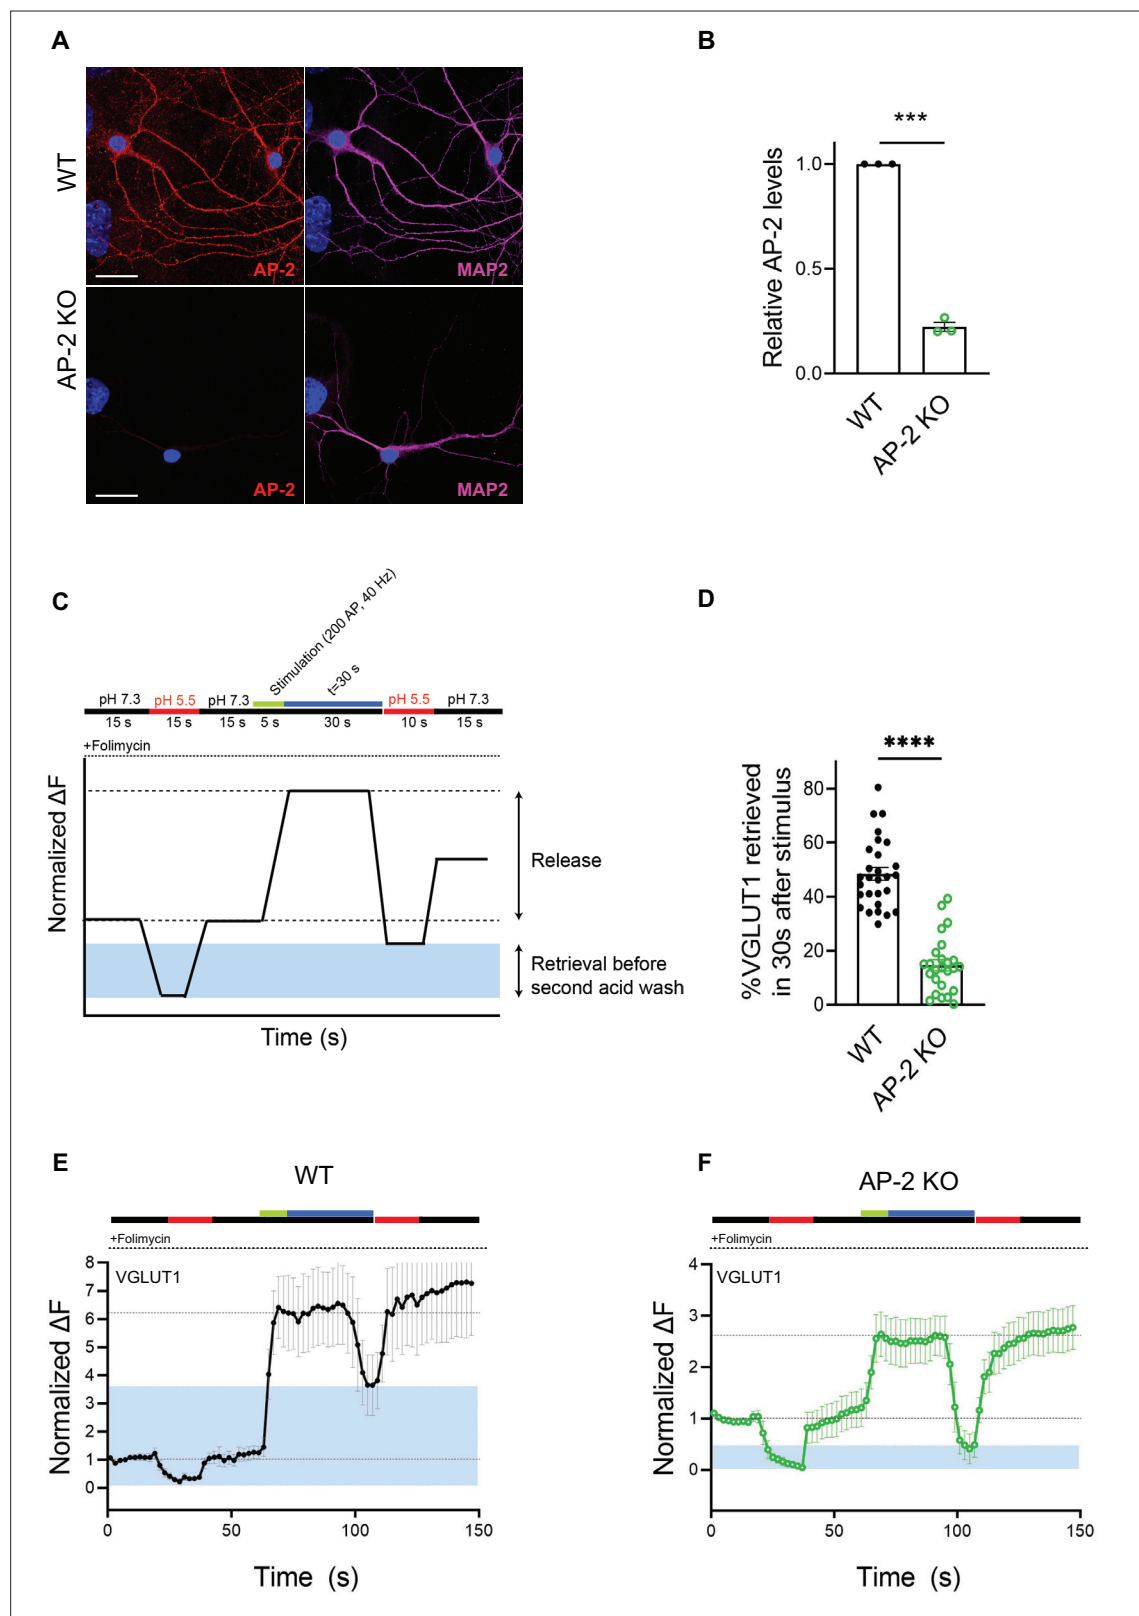 A
WT
AP-2
MAP2
AP-2 KO
AP-2
MAP2
B
***
Relative AP-2 levels
1.0
0.5
0.0
WT
AP-2 KO
C
Stimulation (200 AP, 40 Hz)
t=30 s
pH 7.3 pH 5.5 pH 7.3 pH 5.5 pH 7.3
15 s 15 s 15 s 5 s 30 s 10 s 15 s
+Folimycin
Normalized ΔF
Release
Retrieval before
second acid wash
Time (s)
D
****
%VGLUT1 retrieved
in 30s after stimulus
80
60
40
20
0
WT
AP-2 KO
E
WT
+Folimycin
VGLUT1
Normalized ΔF
8
7
6
5
4
3
2
1
0
0 50 100 150
Time (s)
F
AP-2 KO
+Folimycin
VGLUT1
Normalized ΔF
4
3
2
1
0
0 50 100 150
Time (s)